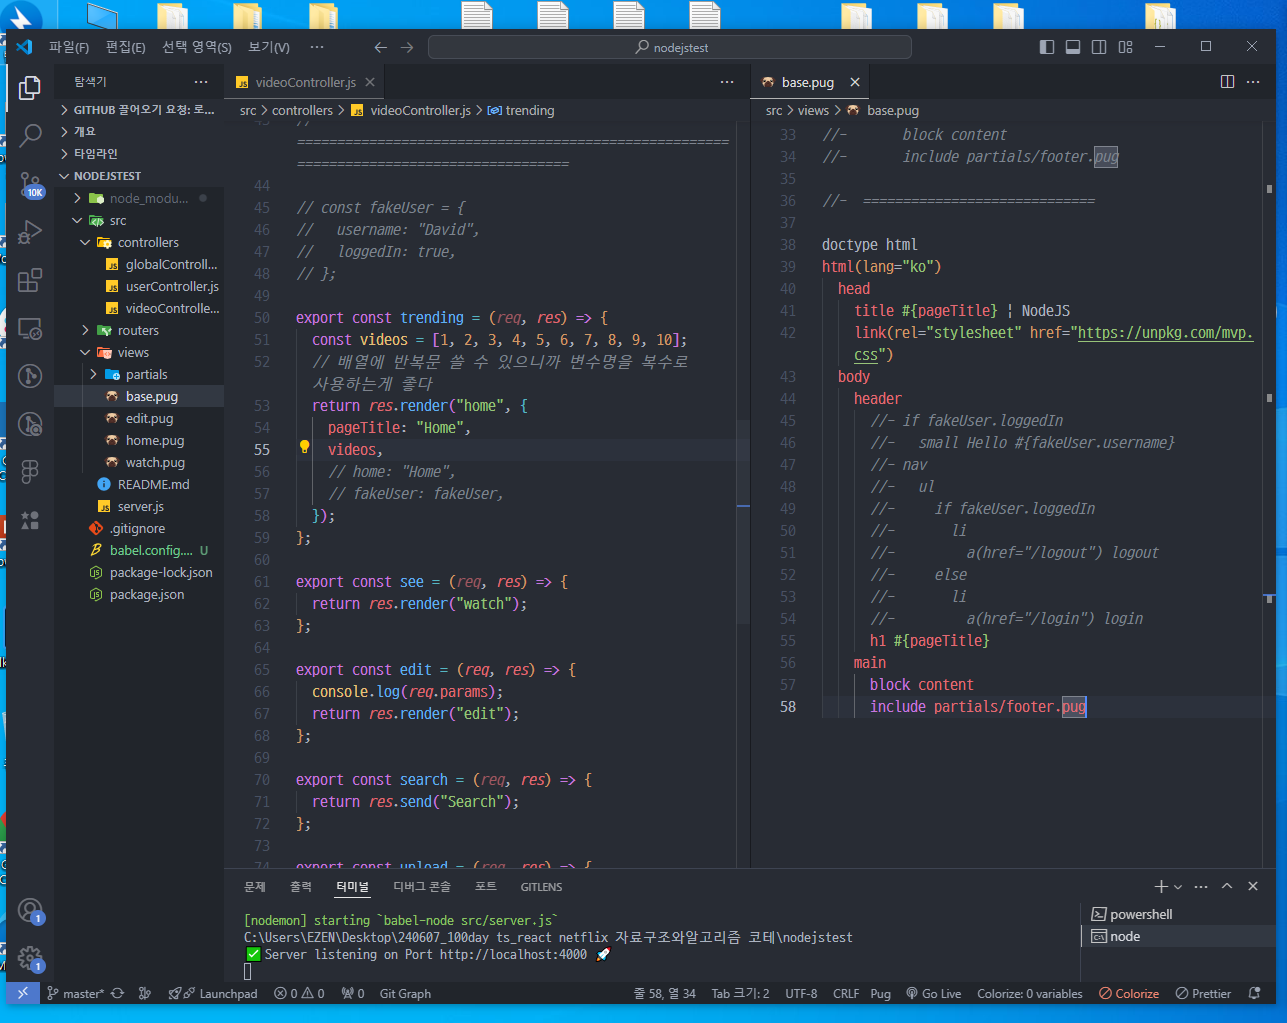 파일(F) 편집(E) 선택 영역(S) 보기(V) ··· nodejstest
탐색기 ···
GITHUB 끌어오기 요청: 로...
개요
타임라인
NODEJSTEST
node_modu...
src
controllers
globalControll...
userController.js
videoControlle...
routers
views
partials
base.pug
edit.pug
home.pug
watch.pug
README.md
server.js
.gitignore
babel.config.... U
package-lock.json
package.json
10K
1
1
videoController.js
src > controllers > videoController.js > trending
//
======================================================
==================================
44
45 // const fakeUser = {
46 //   username: "David",
47 //   loggedIn: true,
48 // };
49
50 export const trending = (req, res) => {
51   const videos = [1, 2, 3, 4, 5, 6, 7, 8, 9, 10];
52   // 배열에 반복문 쓸 수 있으니까 변수명을 복수로
사용하는게 좋다
53   return res.render("home", {
54     pageTitle: "Home",
55     videos,
56     // home: "Home",
57     // fakeUser: fakeUser,
58   });
59 };
60
61 export const see = (req, res) => {
62   return res.render("watch");
63 };
64
65 export const edit = (req, res) => {
66   console.log(req.params);
67   return res.render("edit");
68 };
69
70 export const search = (req, res) => {
71   return res.send("Search");
72 };
73
74 export const upload = (req, res) => {
base.pug
src > views > base.pug
33 //-       block content
34 //-       include partials/footer.pug
35
36 //-  =============================
37
38 doctype html
39 html(lang="ko")
40   head
41     title #{pageTitle} ¦ NodeJS
42     link(rel="stylesheet" href="https://unpkg.com/mvp.
css")
43   body
44     header
45       //- if fakeUser.loggedIn
46       //-   small Hello #{fakeUser.username}
47       //- nav
48       //-   ul
49       //-     if fakeUser.loggedIn
50       //-       li
51       //-         a(href="/logout") logout
52       //-     else
53       //-       li
54       //-         a(href="/login") login
55       h1 #{pageTitle}
56     main
57       block content
58       include partials/footer.pug
문제 출력 터미널 디버그 콘솔 포트 GITLENS
[nodemon] starting `babel-node src/server.js`
C:\Users\EZEN\Desktop\240607_100day ts_react netflix 자료구조와알고리즘 코테\nodejstest
✅ Server listening on Port http://localhost:4000 🚀
powershell
node
master* Launchpad 0 0 0 Git Graph 줄 58, 열 34 Tab 크기: 2 UTF-8 CRLF Pug Go Live Colorize: 0 variables Colorize Prettier